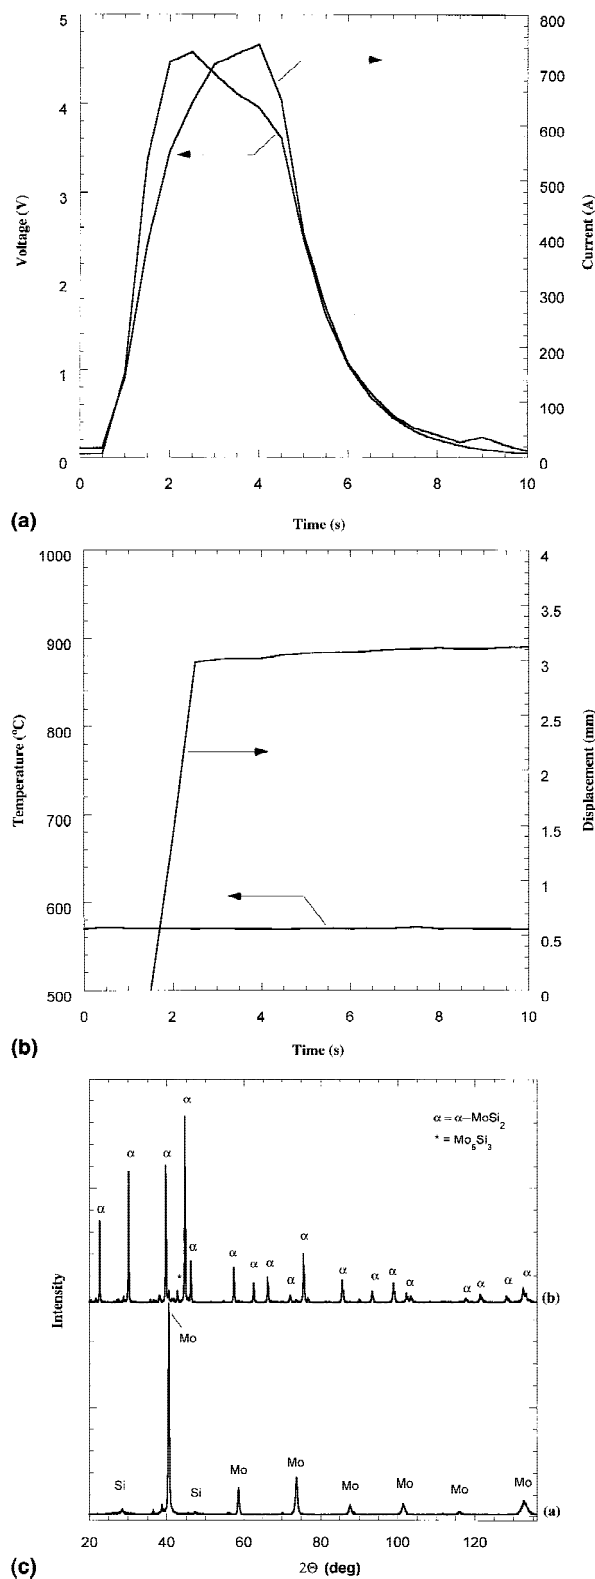 5
4
3
2
1
0
Voltage (V)
800
700
600
500
400
300
200
100
0
Current (A)
0 2 4 6 8 10
Time (s)
(a)
1000
900
800
700
600
500
Temperature (°C)
4
3.5
3
2.5
2
1.5
1
0.5
0
Displacement (mm)
0 2 4 6 8 10
Time (s)
(b)
α = α–MoSi2
* = Mo5Si3
α α α α * α α α α α α α α α α α α α α
(b)
Intensity
Mo
Si Si Mo Mo Mo Mo Mo Mo
(a)
20 40 60 80 100 120
2Θ (deg)
(c)